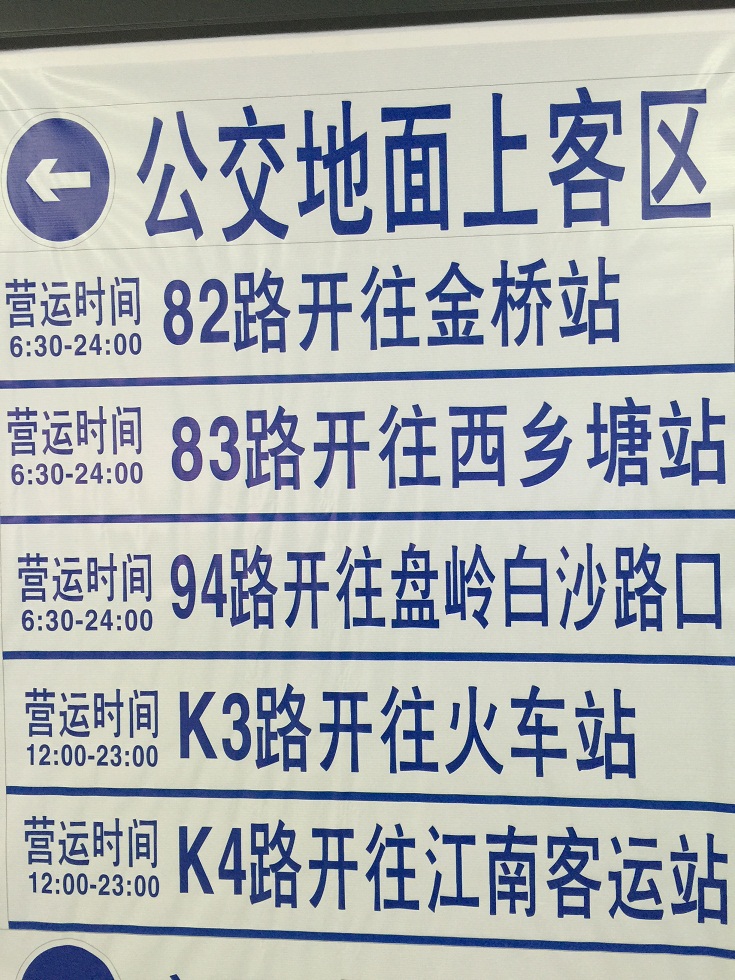 公交地面上客区
营运时间 82路开往金桥站
6:30-24:00
营运时间 83路开往西乡塘站
6:30-24:00
营运时间 94路开往盘岭白沙路口
6:30-24:00
营运时间 K3路开往火车站
12:00-23:00
营运时间 K4路开往江南客运站
12:00-23:00